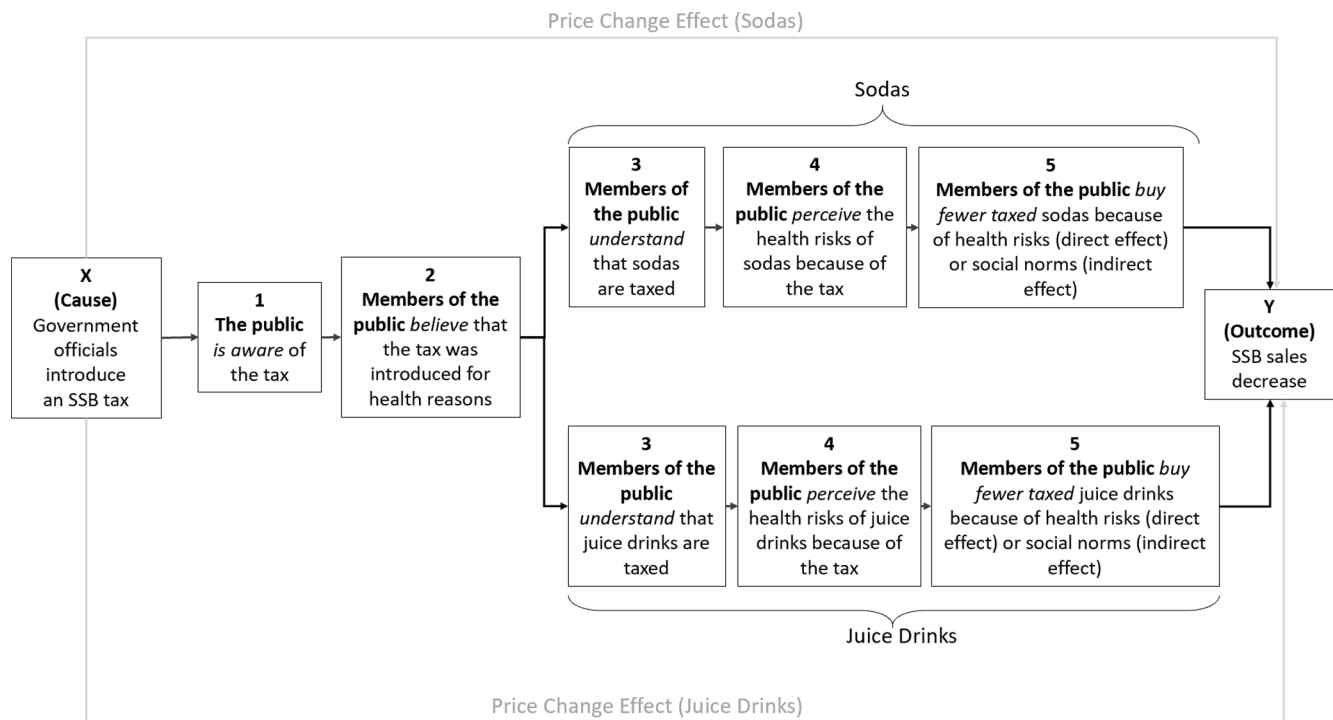 Price Change Effect (Sodas)
Sodas
X
(Cause)
Government
officials
introduce
an SSB tax
1
The public
is aware of
the tax
2
Members of the
public believe that
the tax was
introduced for
health reasons
3
Members of
the public
understand
that sodas
are taxed
4
Members of the
public perceive the
health risks of
sodas because of
the tax
5
Members of the public buy
fewer taxed sodas because
of health risks (direct effect)
or social norms (indirect
effect)
3
Members of the
public
understand that
juice drinks are
taxed
4
Members of the
public perceive the
health risks of juice
drinks because of
the tax
5
Members of the public buy
fewer taxed juice drinks
because of health risks (direct
effect) or social norms (indirect
effect)
Y
(Outcome)
SSB sales
decrease
Juice Drinks
Price Change Effect (Juice Drinks)